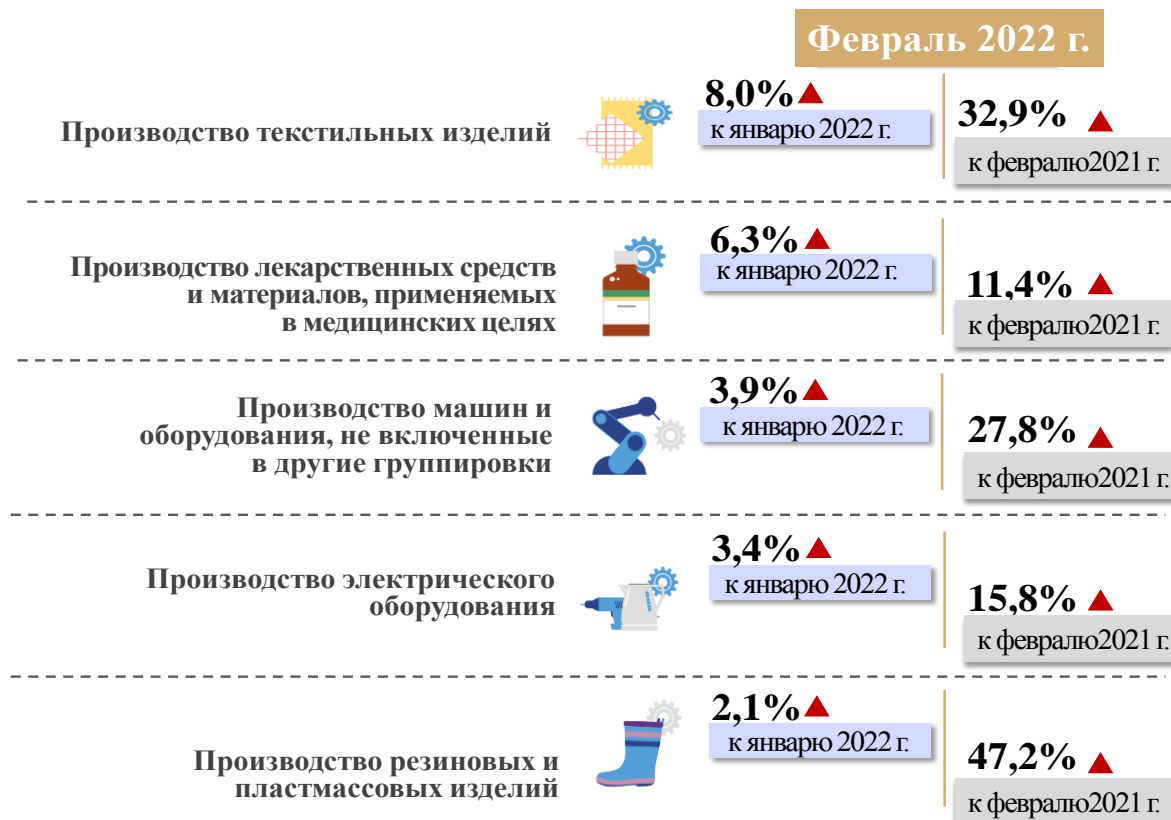 Февраль 2022 г.
Производство текстильных изделий
8,0%
к январю 2022 г.
32,9%
к февралю2021 г.
Производство лекарственных средств
и материалов, применяемых
в медицинских целях
6,3%
к январю 2022 г.
11,4%
к февралю2021 г.
Производство машин и
оборудования, не включенные
в другие группировки
3,9%
к январю 2022 г.
27,8%
к февралю2021 г.
Производство электрического
оборудования
3,4%
к январю 2022 г.
15,8%
к февралю2021 г.
Производство резиновых и
пластмассовых изделий
2,1%
к январю 2022 г.
47,2%
к февралю2021 г.